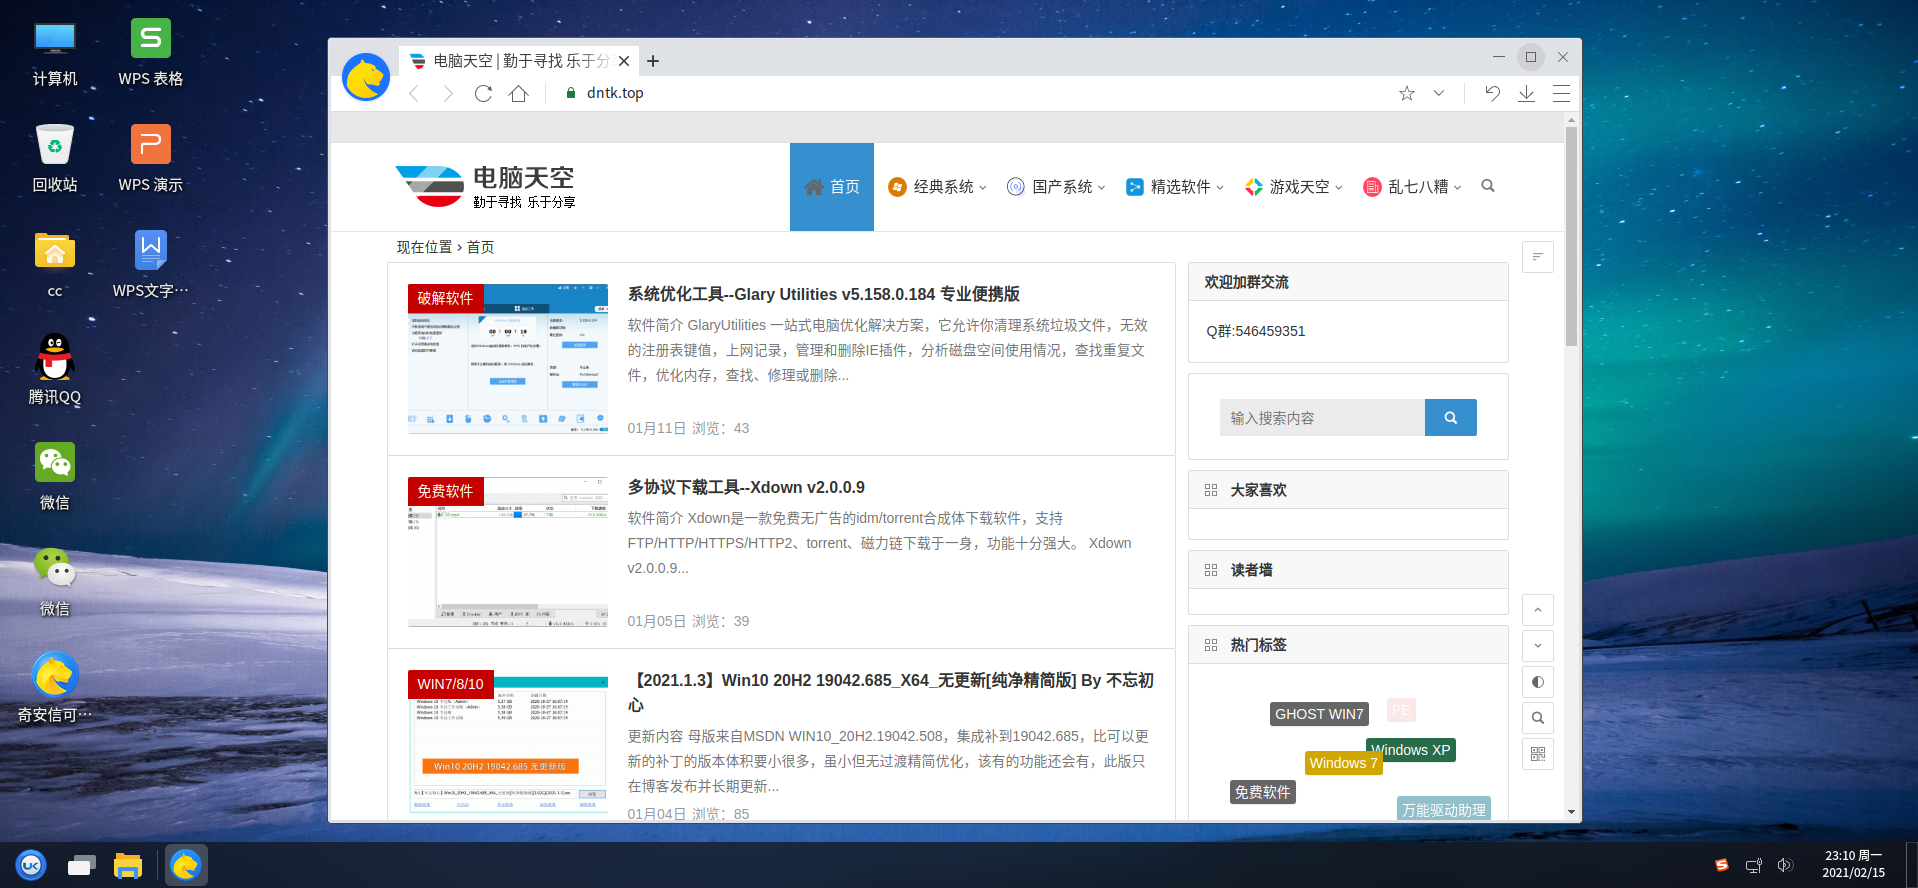 计算机
WPS 表格
回收站
WPS 演示
cc
WPS文字…
腾讯QQ
微信
微信
奇安信可…
电脑天空 | 勤于寻找 乐于分
dntk.top
电脑天空
勤于寻找 乐于分享
首页
经典系统
国产系统
精选软件
游戏天空
乱七八糟
现在位置 › 首页
破解软件
系统优化工具--Glary Utilities v5.158.0.184 专业便携版
软件简介 GlaryUtilities 一站式电脑优化解决方案，它允许你清理系统垃圾文件，无效
的注册表键值，上网记录，管理和删除IE插件，分析磁盘空间使用情况，查找重复文
件，优化内存，查找、修理或删除...
01月11日 浏览：43
免费软件
多协议下载工具--Xdown v2.0.0.9
软件简介 Xdown是一款免费无广告的idm/torrent合成体下载软件，支持
FTP/HTTP/HTTPS/HTTP2、torrent、磁力链下载于一身，功能十分强大。 Xdown
v2.0.0.9...
01月05日 浏览：39
WIN7/8/10
Win10 20H2 19042.685 无更新版
【2021.1.3】Win10 20H2 19042.685_X64_无更新[纯净精简版] By 不忘初
心
更新内容 母版来自MSDN WIN10_20H2.19042.508，集成补到19042.685，比可以更
新的补丁的版本体积要小很多，虽小但无过渡精简优化，该有的功能还会有，此版只
在博客发布并长期更新...
01月04日 浏览：85
欢迎加群交流
Q群:546459351
输入搜索内容
大家喜欢
读者墙
热门标签
GHOST WIN7
PE
Windows XP
Windows 7
免费软件
万能驱动助理
UK
23:10 周一
2021/02/15